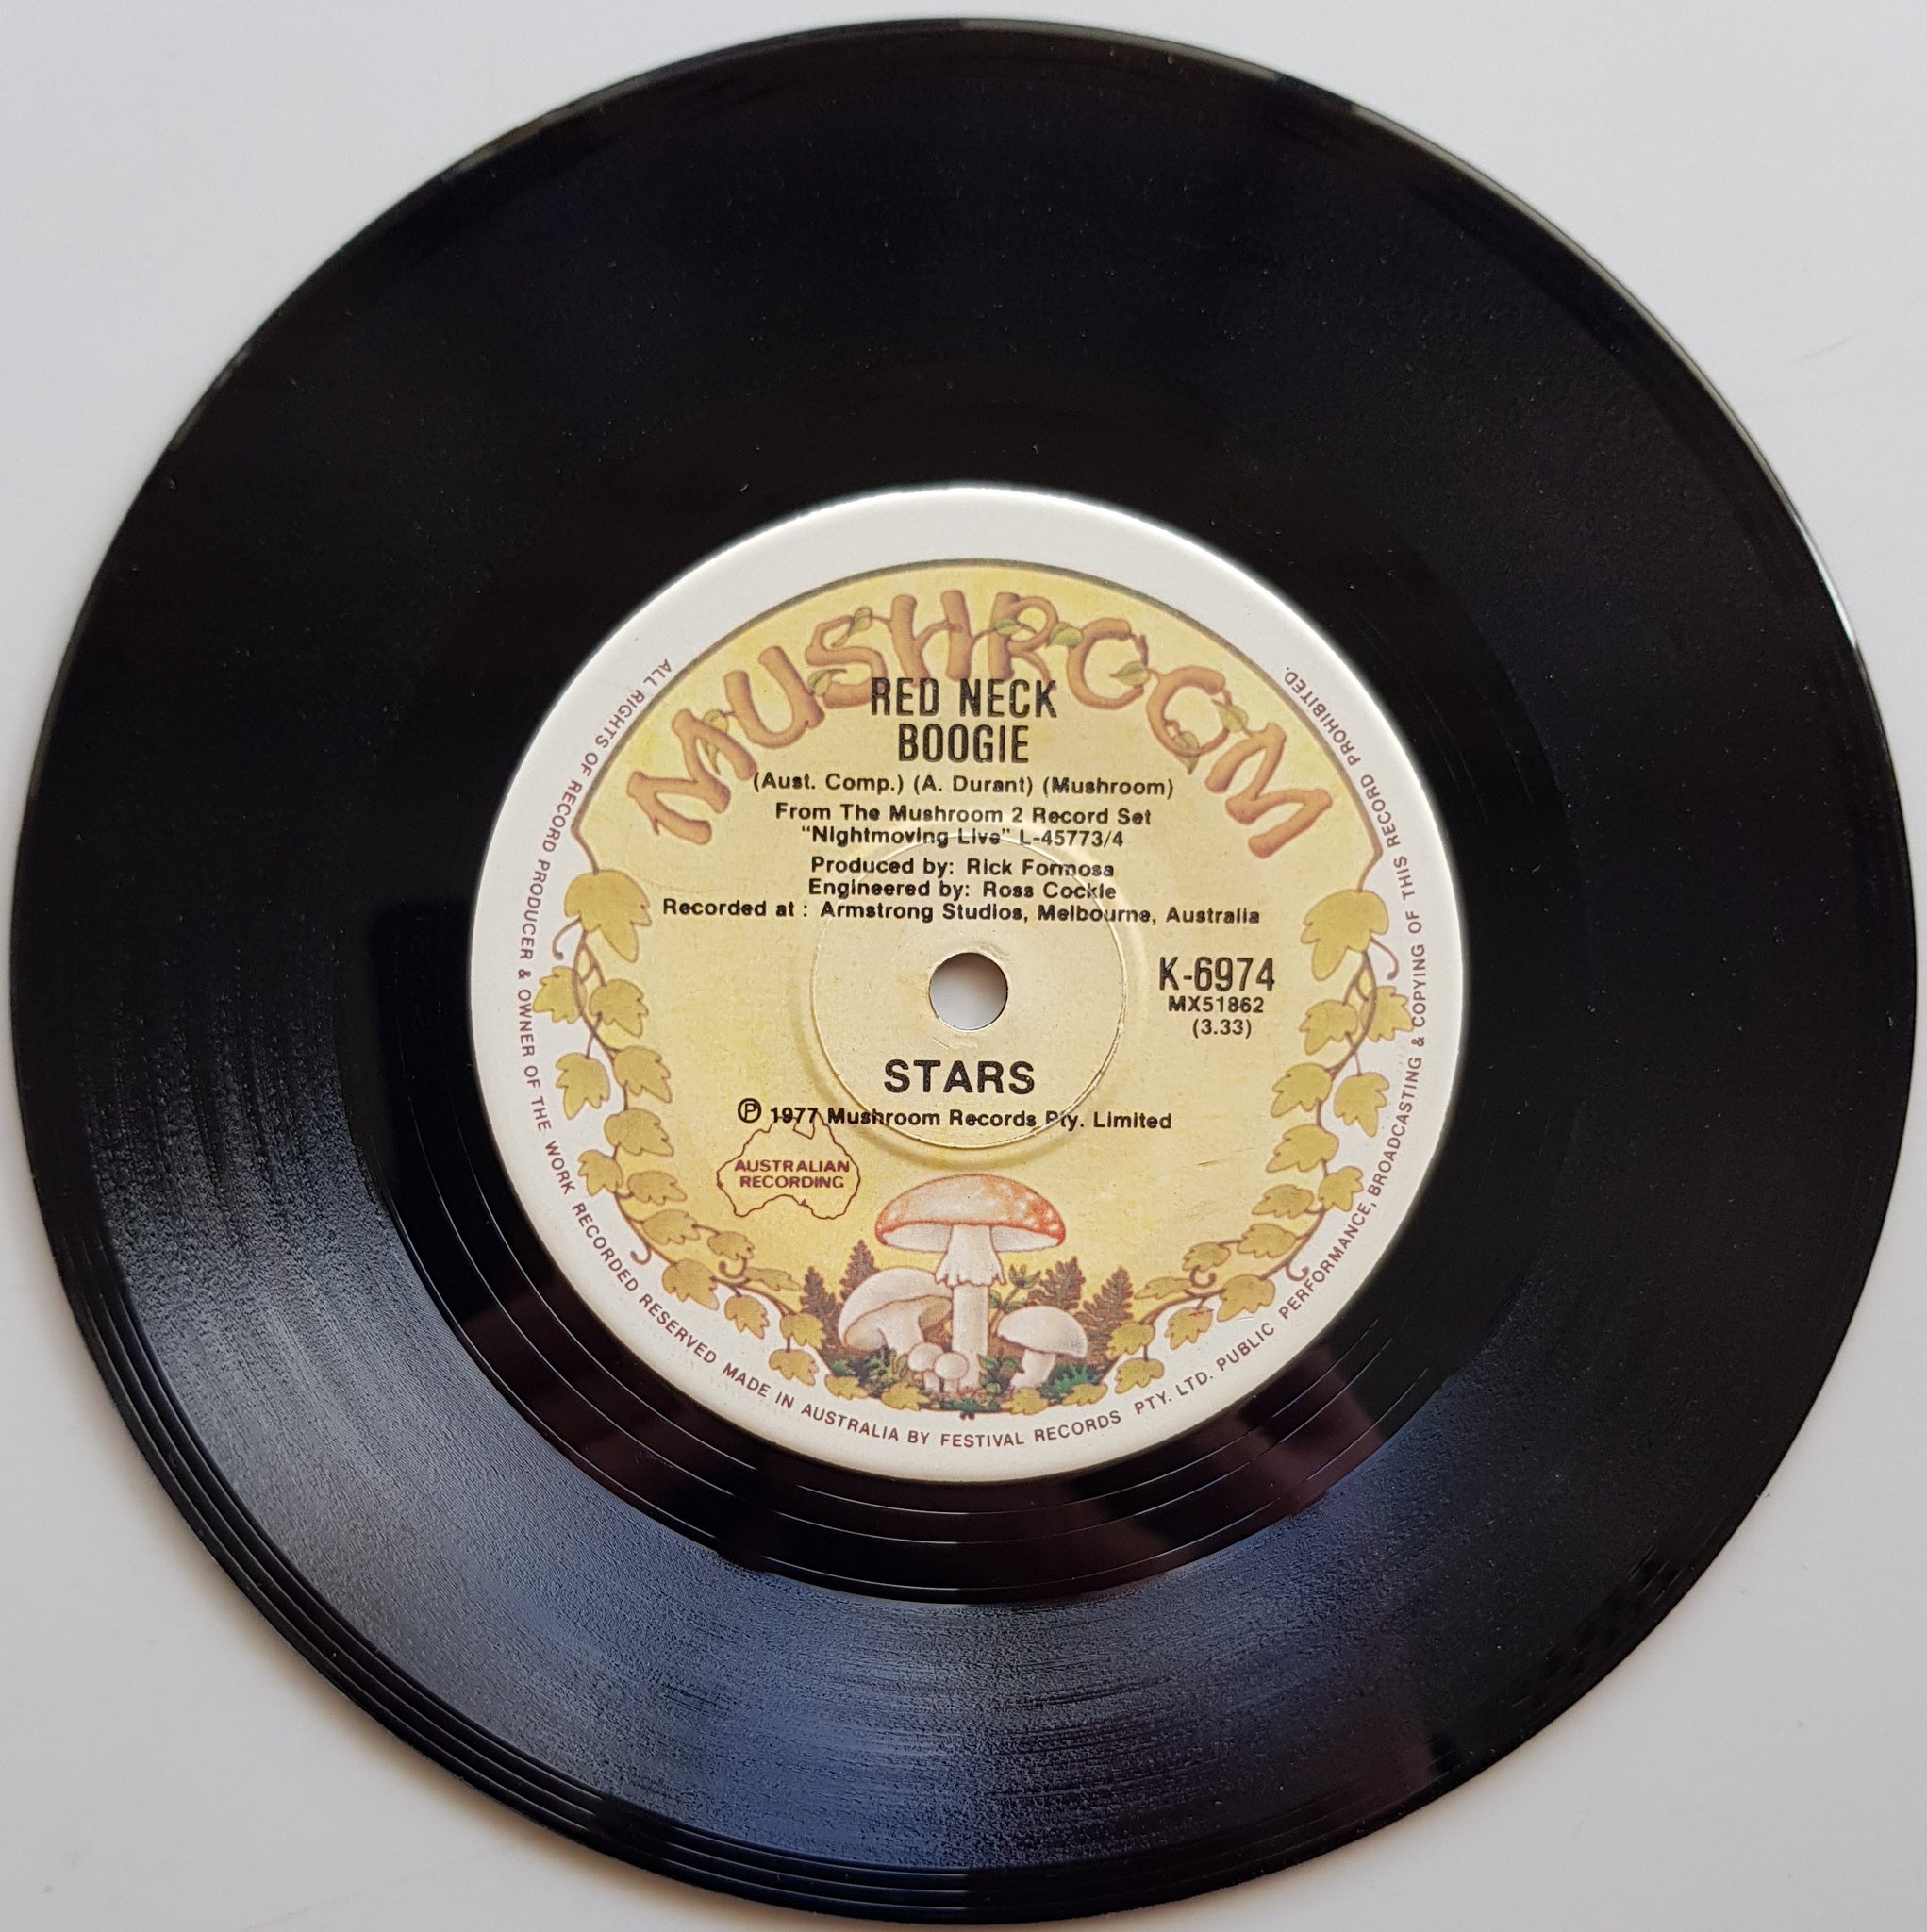 MUSHROOM
RED NECK
BOOGIE
(Aust. Comp.) (A. Durant) (Mushroom)
From The Mushroom 2 Record Set
"Nightmoving Live" L-45773/4
Produced by: Rick Formosa
Engineered by: Ross Cockle
Recorded at : Armstrong Studios, Melbourne, Australia
K-6974
MX51862
(3.33)
STARS
℗ 1977 Mushroom Records Pty. Limited
AUSTRALIAN
RECORDING
ALL RIGHTS OF RECORD PRODUCER & OWNER OF THE WORK RECORDED RESERVED MADE IN AUSTRALIA BY FESTIVAL RECORDS PTY. LTD. PUBLIC PERFORMANCE, BROADCASTING & COPYING OF THIS RECORD PROHIBITED.